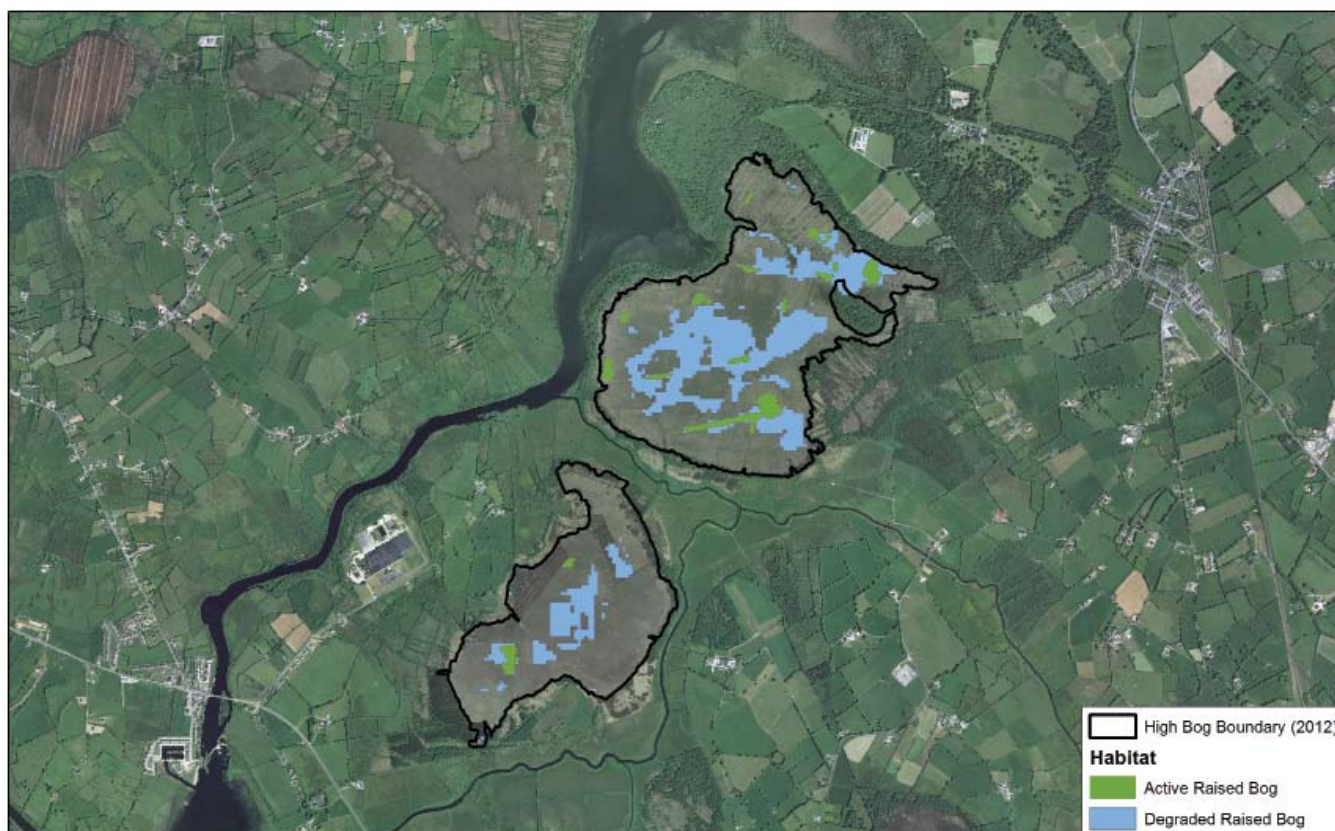 High Bog Boundary (2012)
Habitat
Active Raised Bog
Degraded Raised Bog